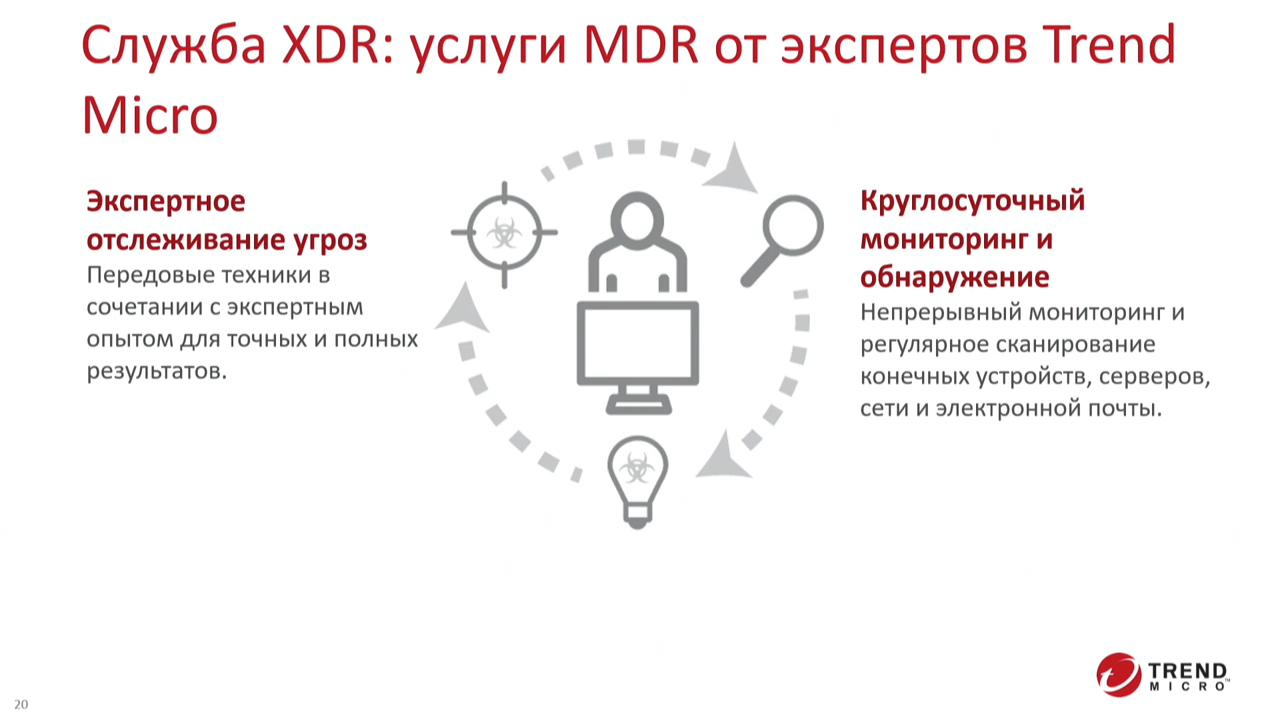 Служба XDR: услуги MDR от экспертов Trend
Micro
Экспертное
отслеживание угроз
Передовые техники в
сочетании с экспертным
опытом для точных и полных
результатов.
Круглосуточный
мониторинг и
обнаружение
Непрерывный мониторинг и
регулярное сканирование
конечных устройств, серверов,
сети и электронной почты.
TREND
MICRO™
20